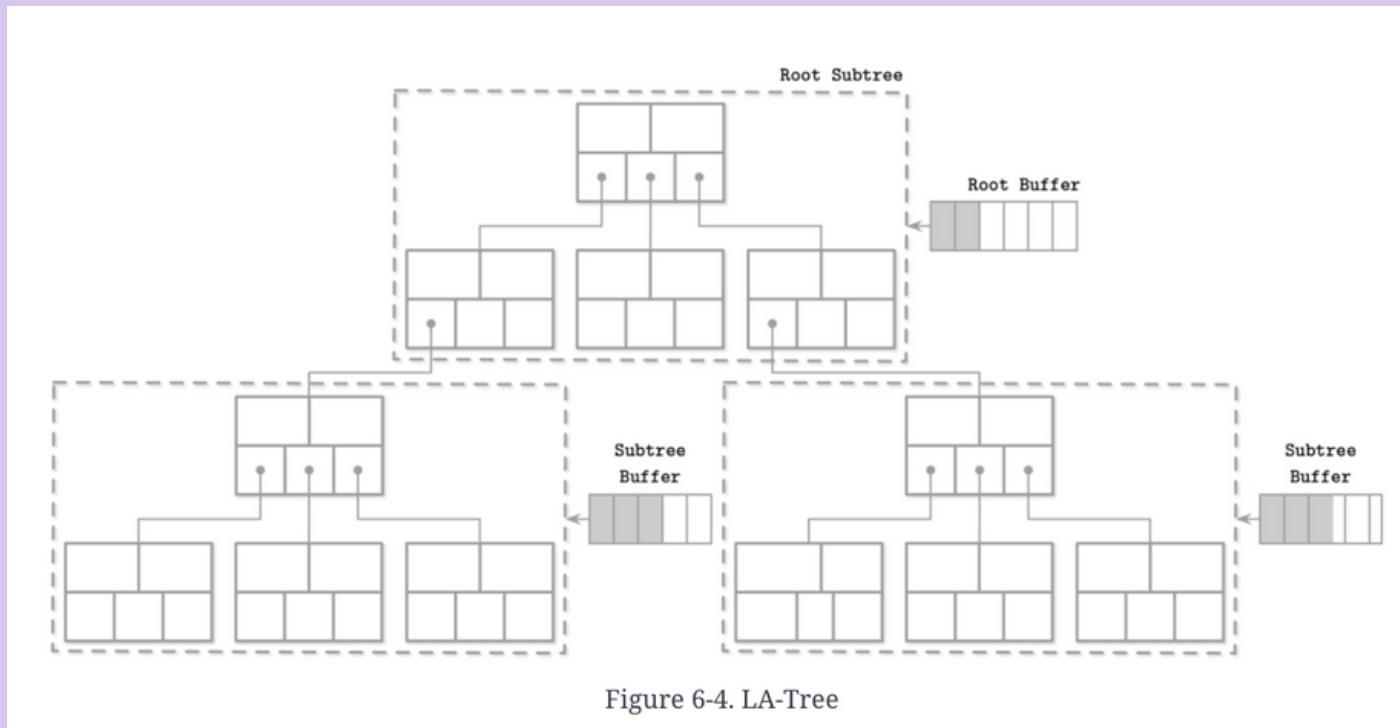 Root Subtree
Root Buffer
Subtree
Buffer
Subtree
Buffer
Figure 6-4. LA-Tree